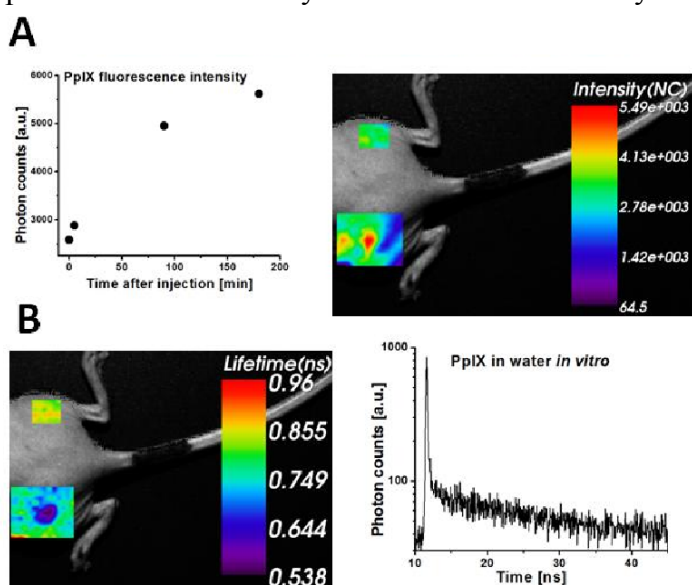 A
PpIX fluorescence intensity
6000
5000
4000
3000
Photon counts [a.u.]
0 50 100 150 200
Time after injection [min]
Intensity(NC)
5.49e+003
4.13e+003
2.78e+003
1.42e+003
64.5
B
Lifetime(ns)
0.96
0.855
0.749
0.644
0.538
PpIX in water in vitro
1000
100
Photon counts [a.u.]
10 20 30 40
Time [ns]